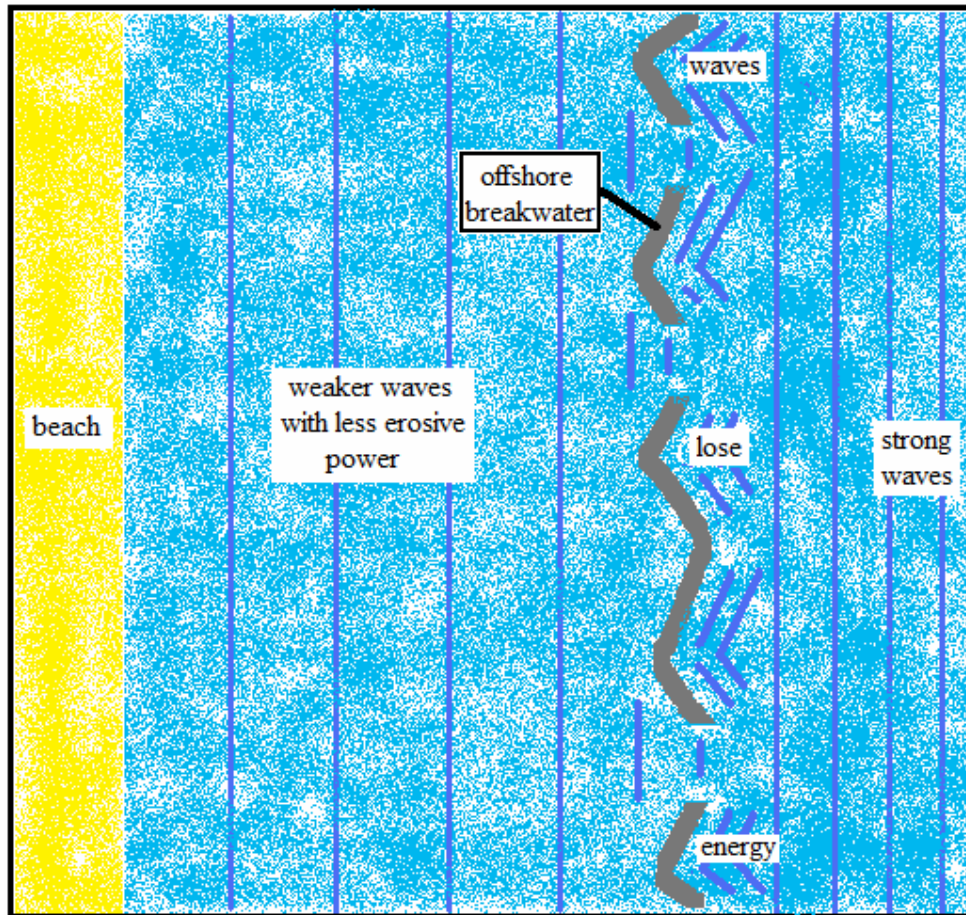 waves
offshore
breakwater
weaker waves
with less erosive
power
beach
lose
strong
waves
energy